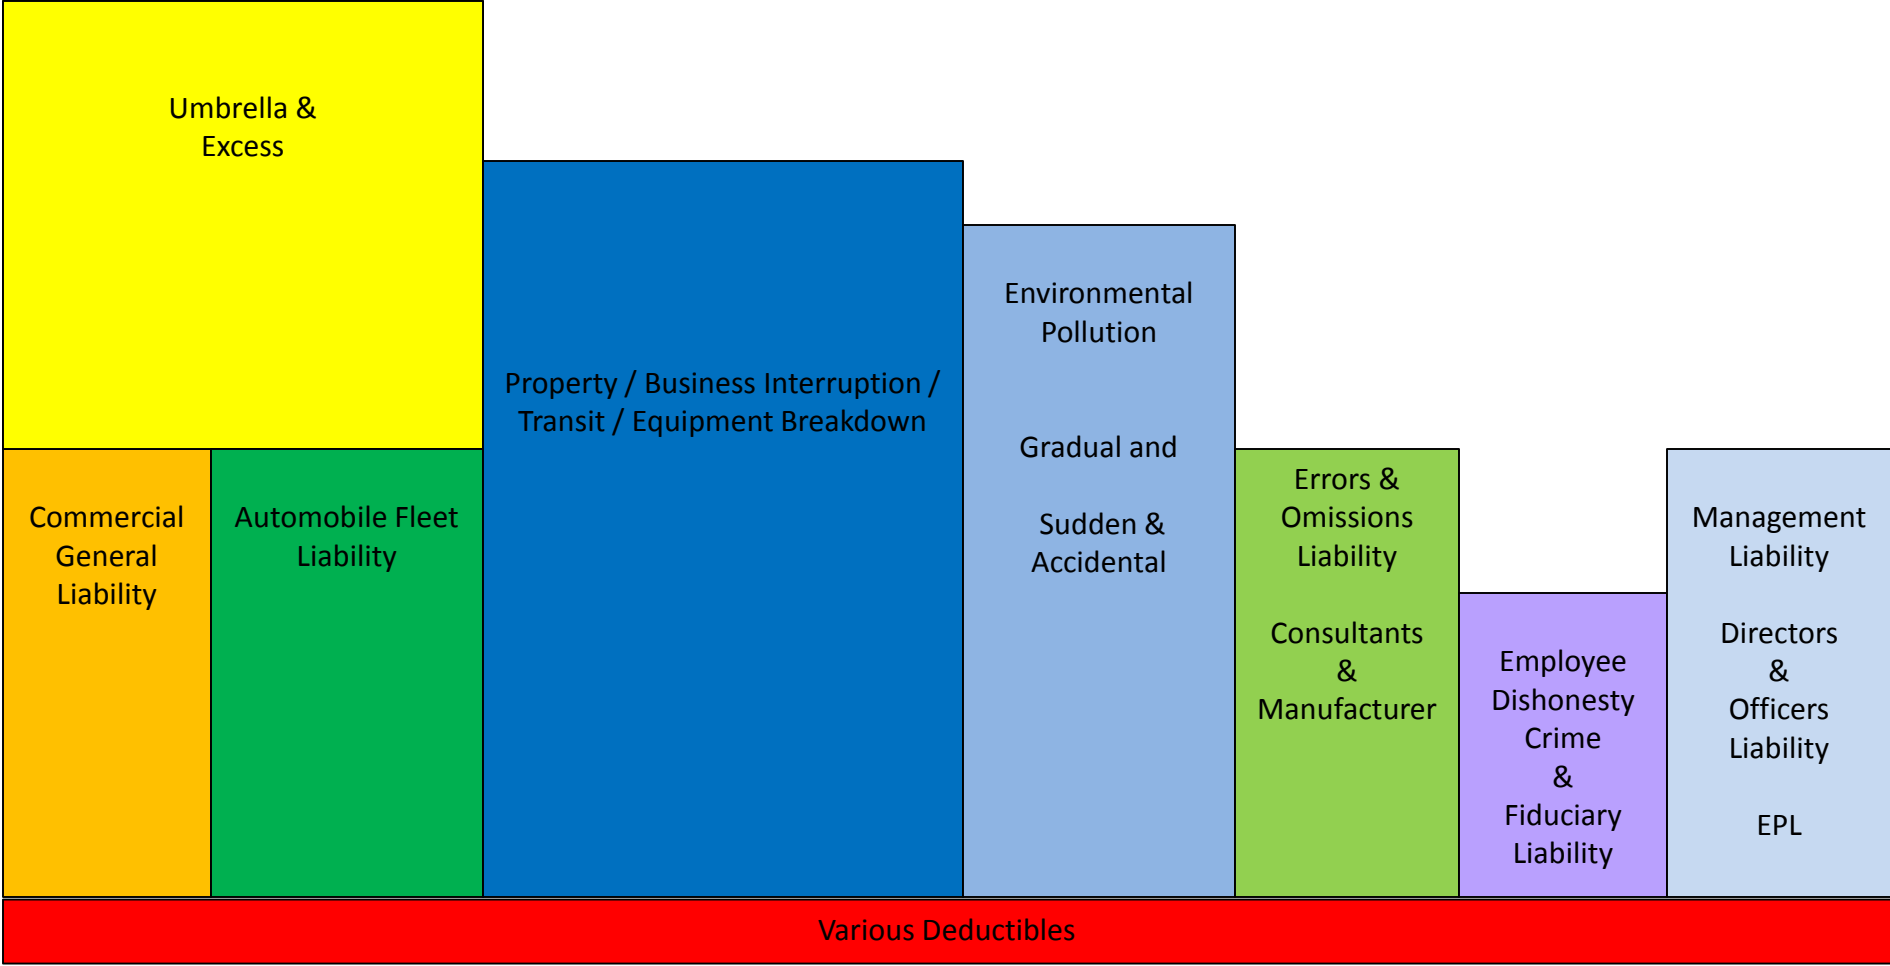 Umbrella &
Excess
Property / Business Interruption /
Transit / Equipment Breakdown
Environmental
Pollution
Gradual and
Sudden &
Accidental
Commercial
General
Liability
Automobile Fleet
Liability
Errors &
Omissions
Liability
Consultants
&
Manufacturer
Employee
Dishonesty
Crime
&
Fiduciary
Liability
Management
Liability
Directors
&
Officers
Liability
EPL
Various Deductibles